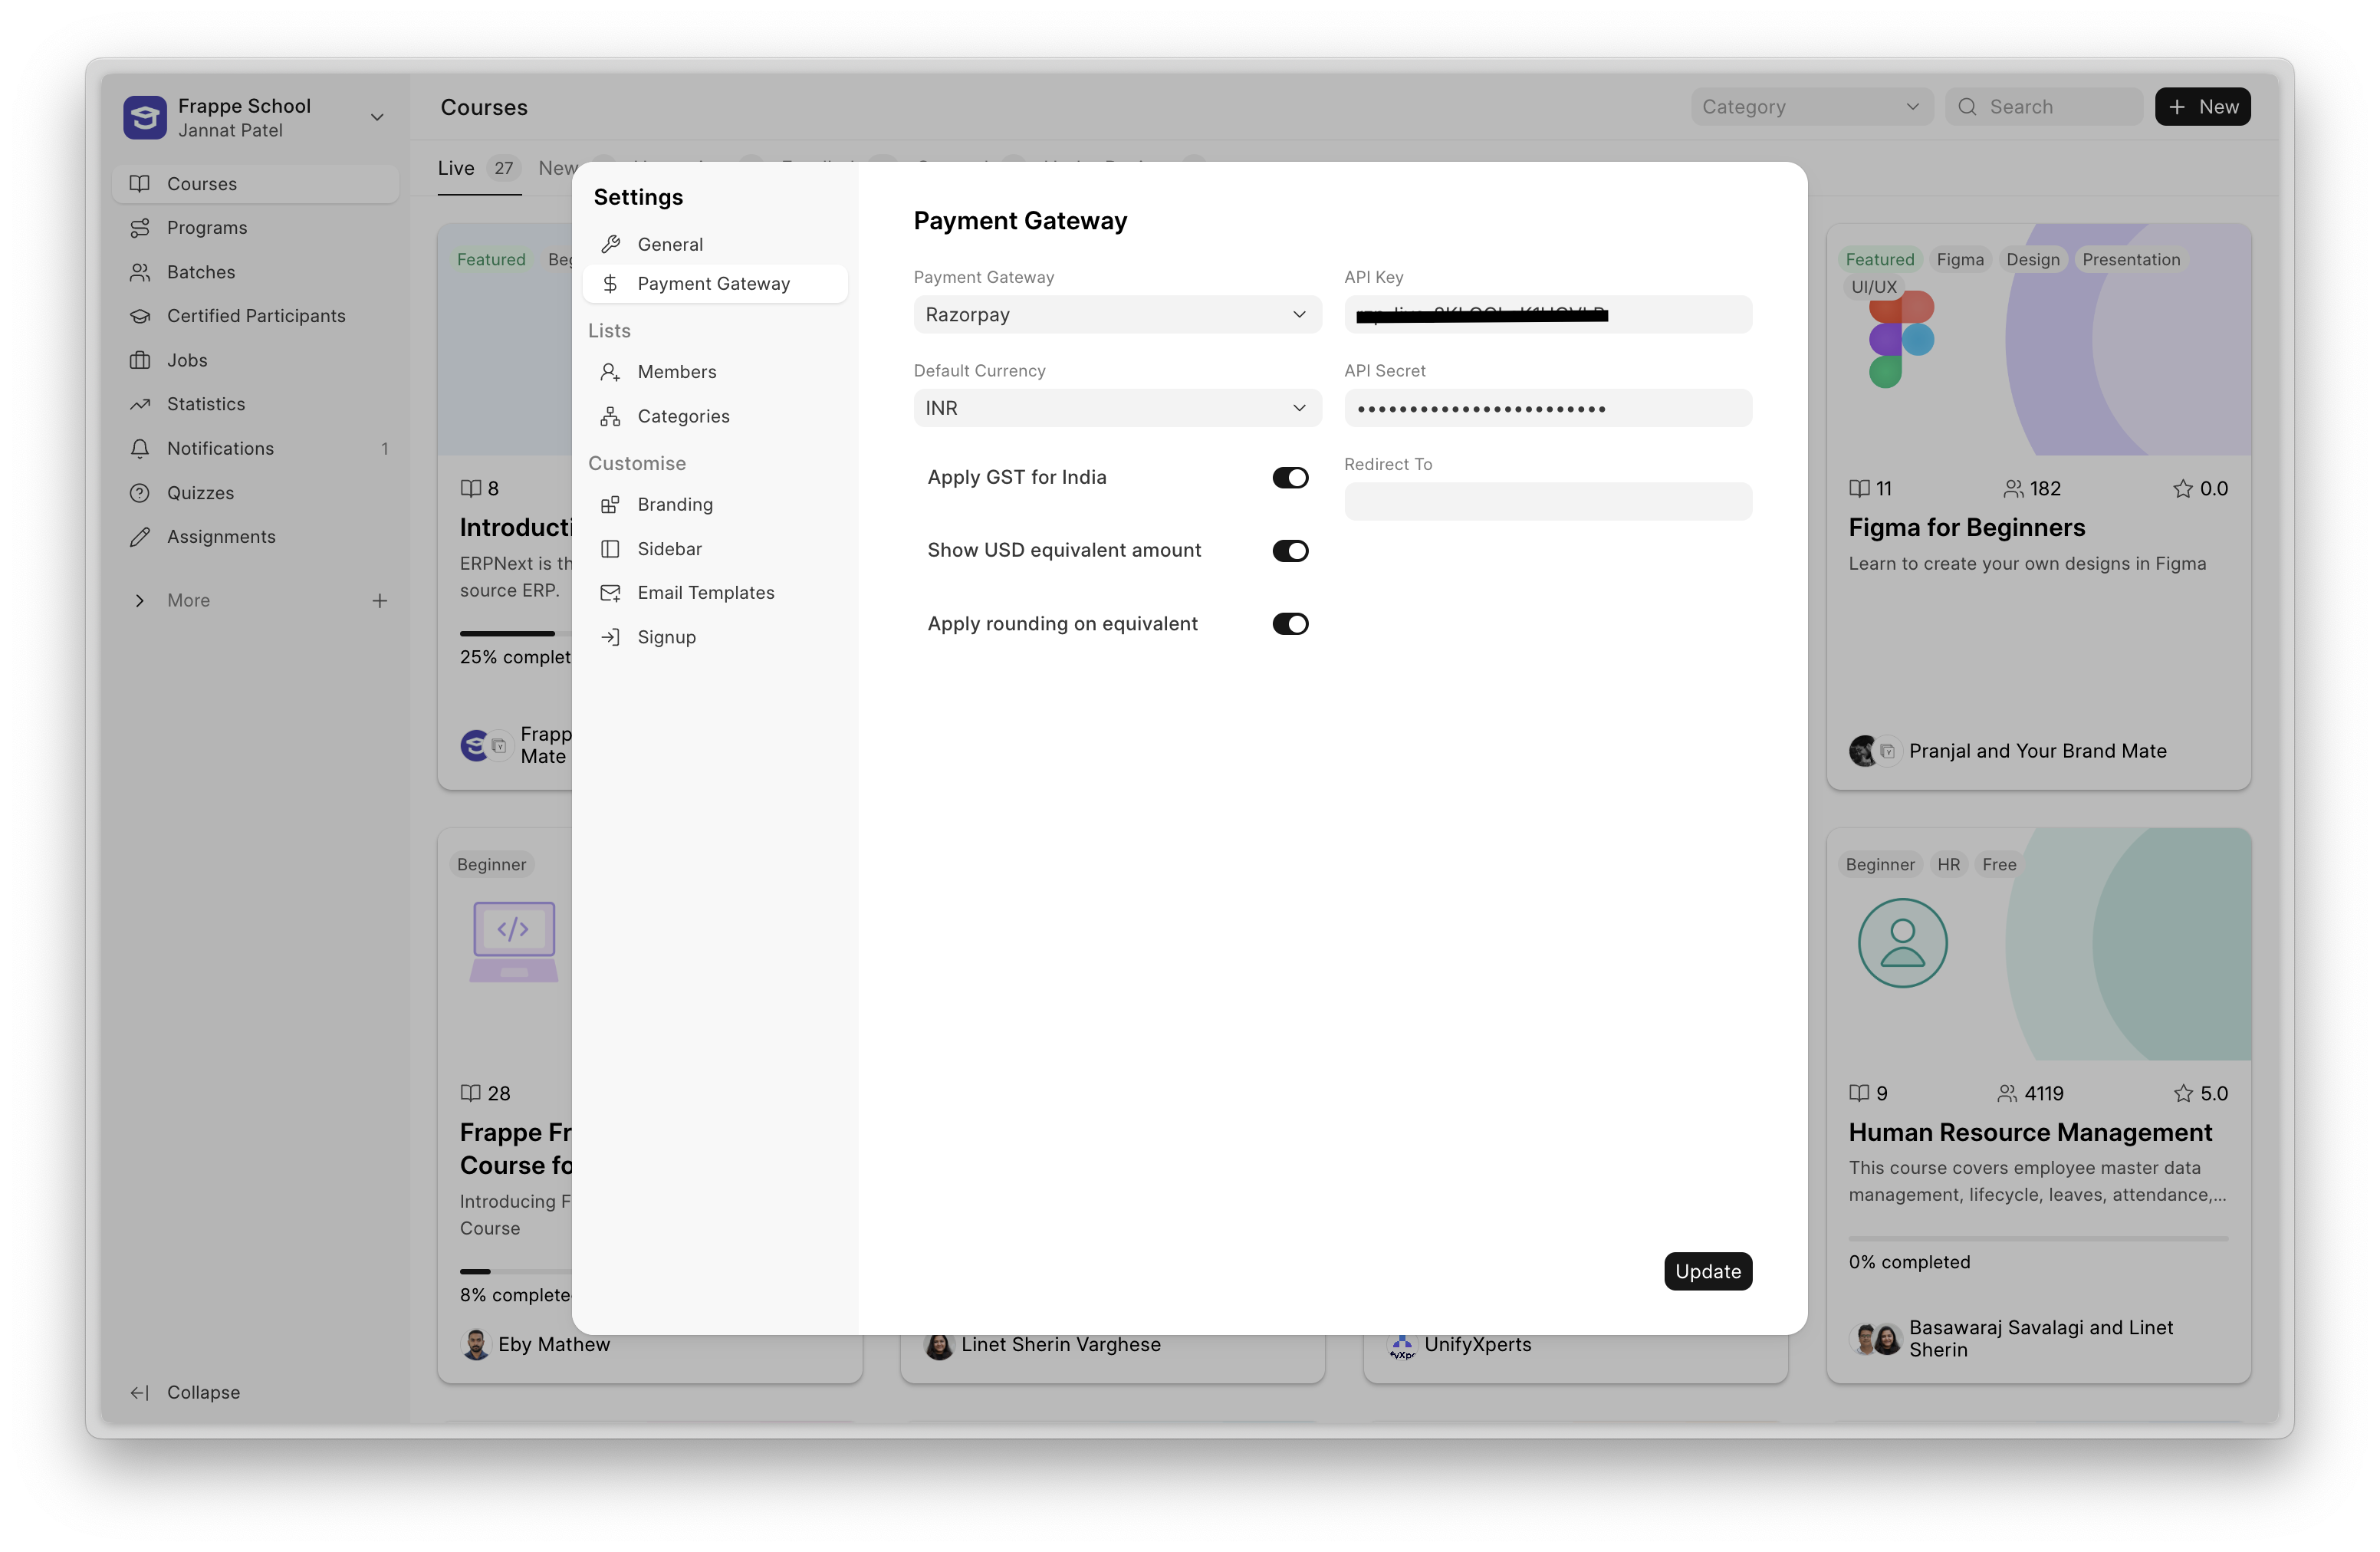 Frappe School
Jannat Patel
Courses
Programs
Batches
Certified Participants
Jobs
Statistics
Notifications 1
Quizzes
Assignments
More
Collapse
Courses
Category
Search
New
Live 27 New
Settings
General
Payment Gateway
Lists
Members
Categories
Customise
Branding
Sidebar
Email Templates
Signup
Payment Gateway
Payment Gateway
Razorpay
API Key
Default Currency
INR
API Secret
Apply GST for India
Redirect To
Show USD equivalent amount
Apply rounding on equivalent
Update
Featured
8
Introducti
ERPNext is th
source ERP.
25% complet
Frapp
Mate
Featured Figma Design Presentation
UI/UX
11 182 0.0
Figma for Beginners
Learn to create your own designs in Figma
Pranjal and Your Brand Mate
Beginner
28
Frappe Fr
Course fo
Introducing F
Course
8% complete
Eby Mathew
Linet Sherin Varghese
UnifyXperts
Beginner HR Free
9 4119 5.0
Human Resource Management
This course covers employee master data
management, lifecycle, leaves, attendance,...
0% completed
Basawaraj Savalagi and Linet
Sherin